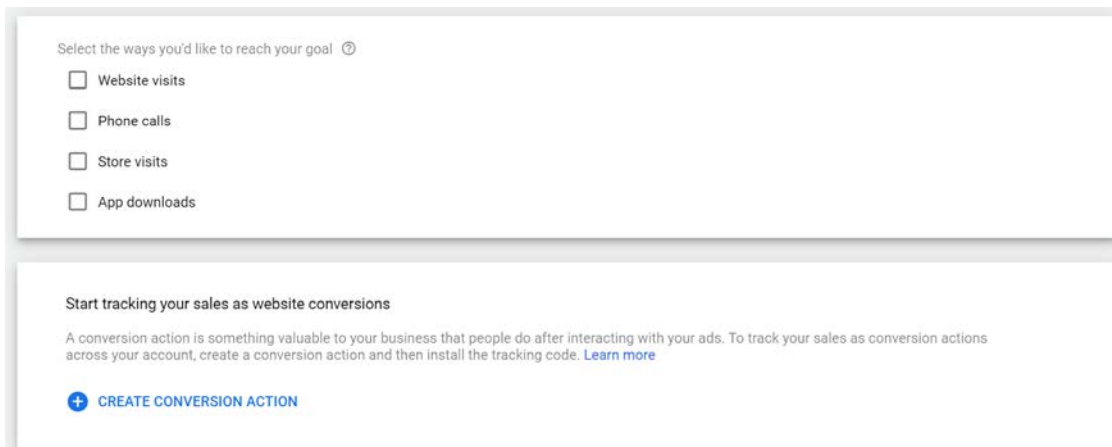 Select the ways you'd like to reach your goal
Website visits
Phone calls
Store visits
App downloads
Start tracking your sales as website conversions
A conversion action is something valuable to your business that people do after interacting with your ads. To track your sales as conversion actions
across your account, create a conversion action and then install the tracking code. Learn more
CREATE CONVERSION ACTION